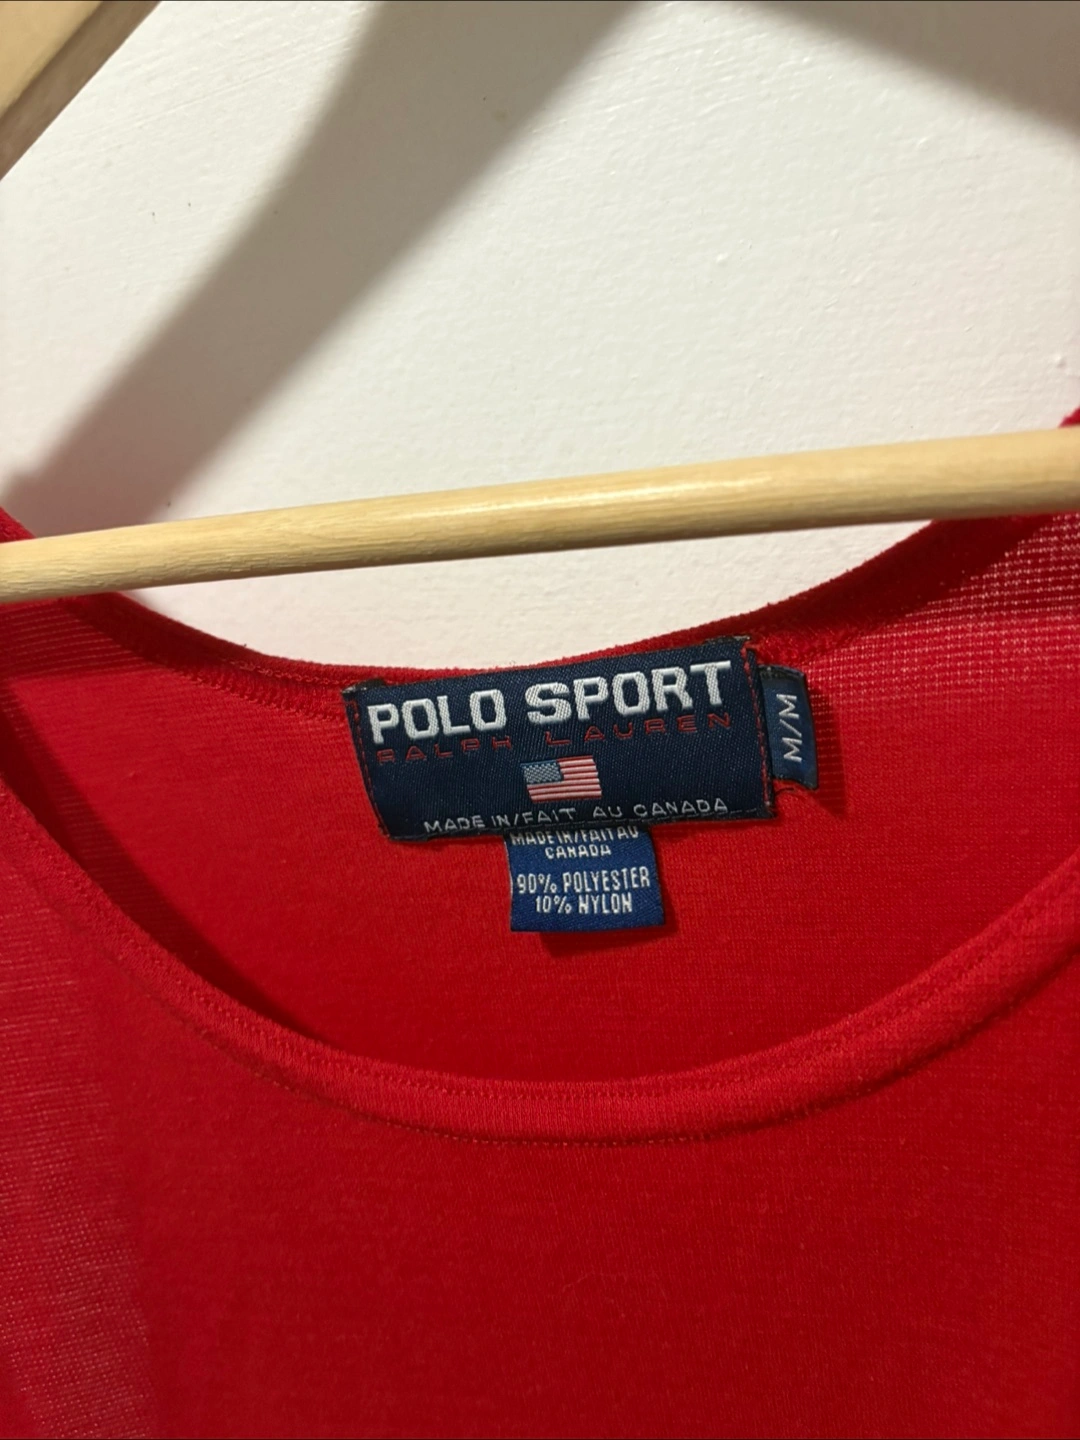 POLO SPORT
RALPH LAUREN
MADE IN/FAIT AU CANADA
M/M
MADE IN/FAIT AU
CANADA
90% POLYESTER
10% NYLON